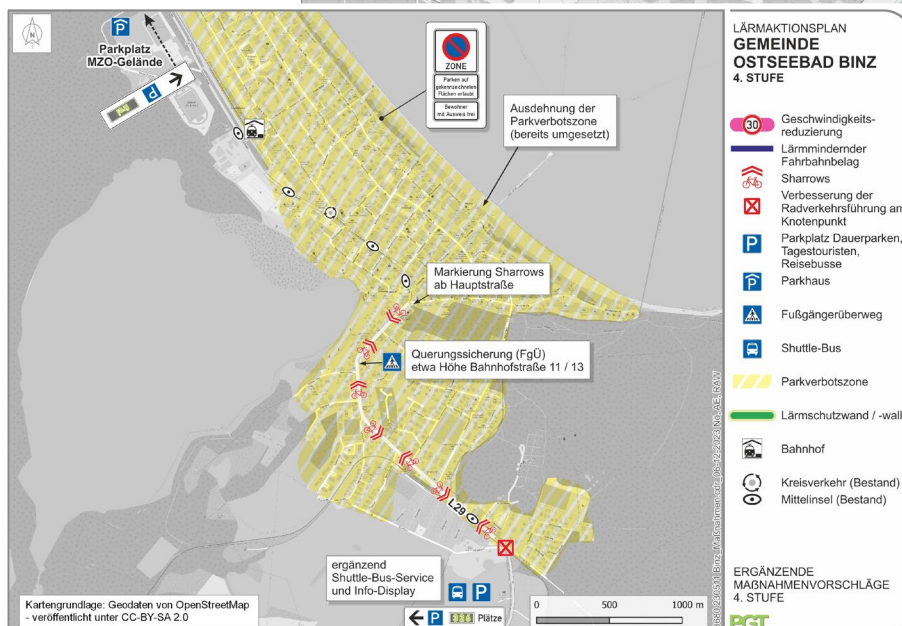 N
Parkplatz
MZO-Gelände
P
ZONE
Parken auf
gekennzeichneten
Flächen erlaubt
Bewohner
mit Ausweis frei
Ausdehnung der
Parkverbotszone
(bereits umgesetzt)
Markierung Sharrows
ab Hauptstraße
Querungssicherung (FgÜ)
etwa Höhe Bahnhofstraße 11 / 13
L29
ergänzend
Shuttle-Bus-Service
und Info-Display
P
P
Plätze
0
500
1000 m
Kartengrundlage: Geodaten von OpenStreetMap
- veröffentlicht unter CC-BY-SA 2.0
LÄRMAKTIONSPLAN
GEMEINDE
OSTSEEBAD BINZ
4. STUFE
30
Geschwindigkeits-
reduzierung
Lärmmindernder
Fahrbahnbelag
Sharrows
Verbesserung der
Radverkehrsführung am
Knotenpunkt
P
Parkplatz Dauerparken,
Tagestouristen,
Reisebusse
P
Parkhaus
Fußgängerüberweg
Shuttle-Bus
Parkverbotszone
Lärmschutzwand / -wall
Bahnhof
Kreisverkehr (Bestand)
Mittelinsel (Bestand)
ERGÄNZENDE
MAẞNAHMENVORSCHLÄGE
4. STUFE
PGT